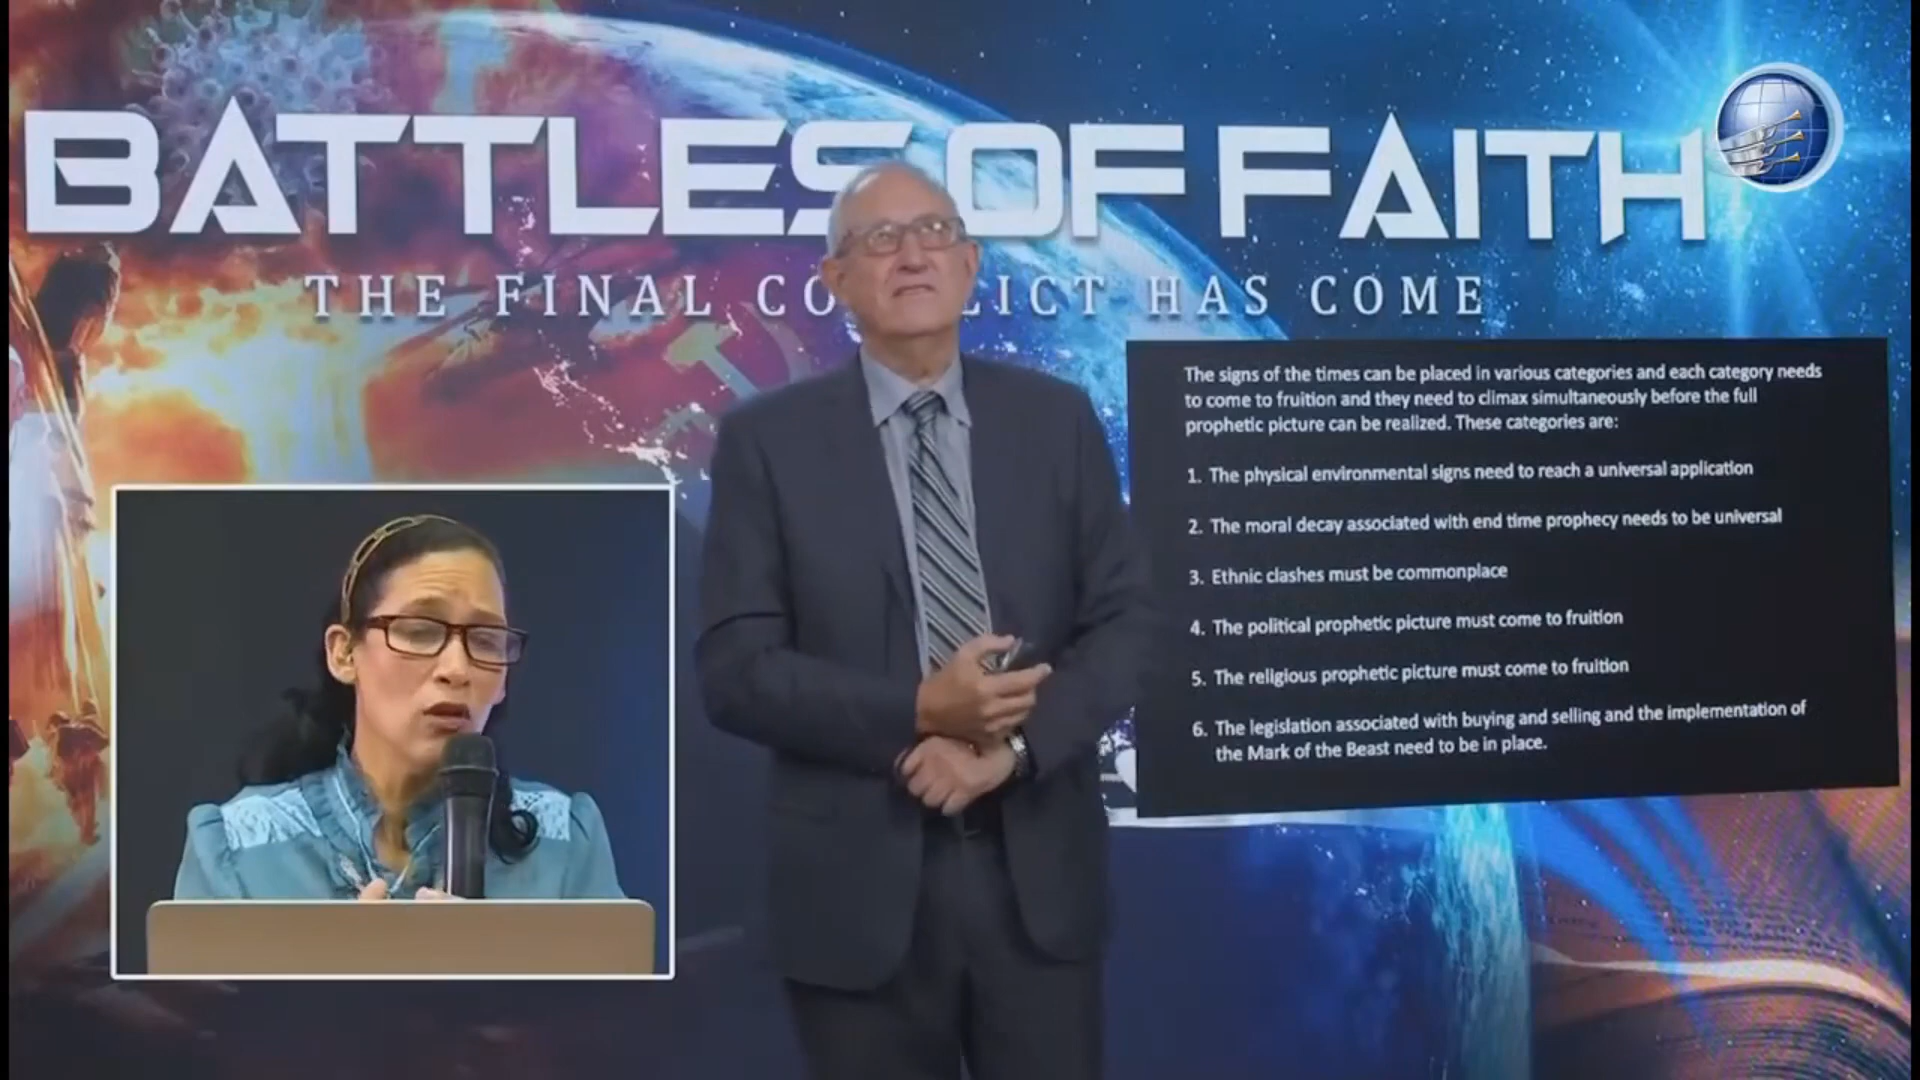 BATTLES OF FAITH
THE FINAL CO LICT HAS COME
The signs of the times can be placed in various categories and each category needs
to come to fruition and they need to climax simultaneously before the full
prophetic picture can be realized. These categories are:
1. The physical environmental signs need to reach a universal application
2. The moral decay associated with end time prophecy needs to be universal
3. Ethnic clashes must be commonplace
4. The political prophetic picture must come to fruition
5. The religious prophetic picture must come to fruition
6. The legislation associated with buying and selling and the implementation of
the Mark of the Beast need to be in place.